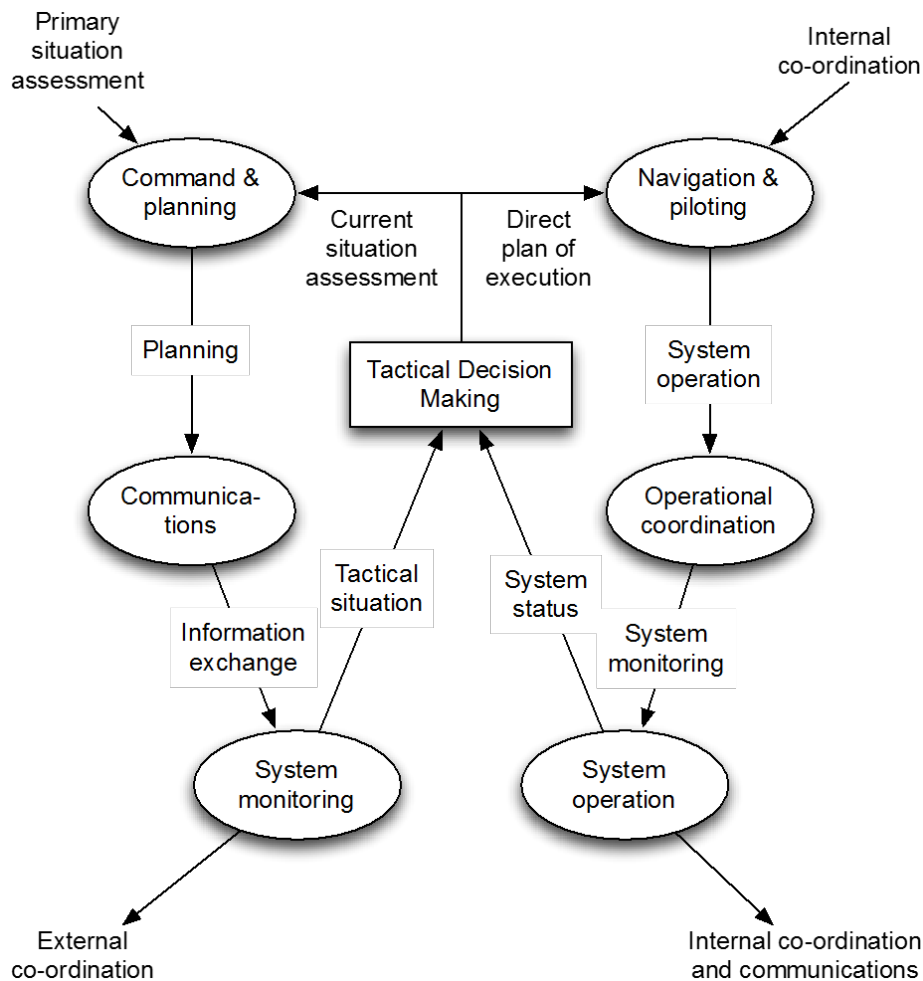 Primary
situation
assessment
Internal
co-ordination
Command &
planning
Navigation &
piloting
Current
situation
assessment
Direct
plan of
execution
Planning
System
operation
Tactical Decision
Making
Communica-
tions
Operational
coordination
Tactical
situation
System
status
Information
exchange
System
monitoring
System
monitoring
System
operation
External
co-ordination
Internal co-ordination
and communications